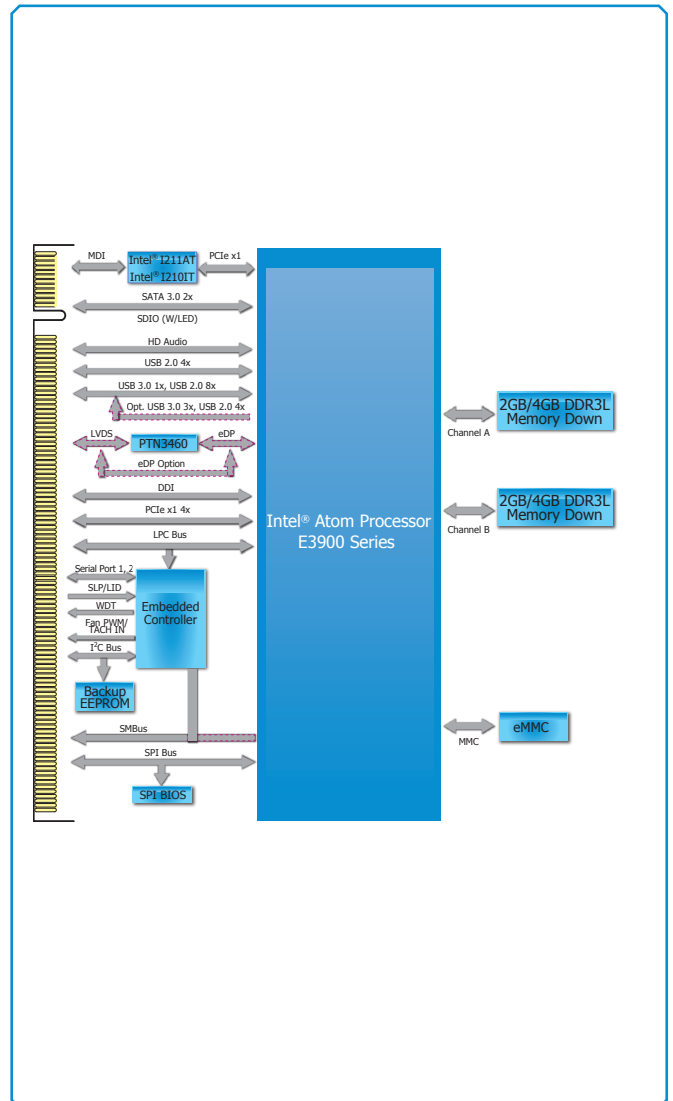 MDI
Intel® I211AT
Intel® I210IT
PCIe x1
SATA 3.0 2x
SDIO (W/LED)
HD Audio
USB 2.0 4x
USB 3.0 1x, USB 2.0 8x
Opt. USB 3.0 3x, USB 2.0 4x
LVDS
PTN3460
eDP
eDP Option
DDI
PCIe x1 4x
LPC Bus
Serial Port 1, 2
SLP/LID
WDT
Fan PWM/
TACH IN
I²C Bus
Embedded
Controller
Backup
EEPROM
SMBus
SPI Bus
SPI BIOS
Intel® Atom Processor
E3900 Series
Channel A
2GB/4GB DDR3L
Memory Down
Channel B
2GB/4GB DDR3L
Memory Down
MMC
eMMC